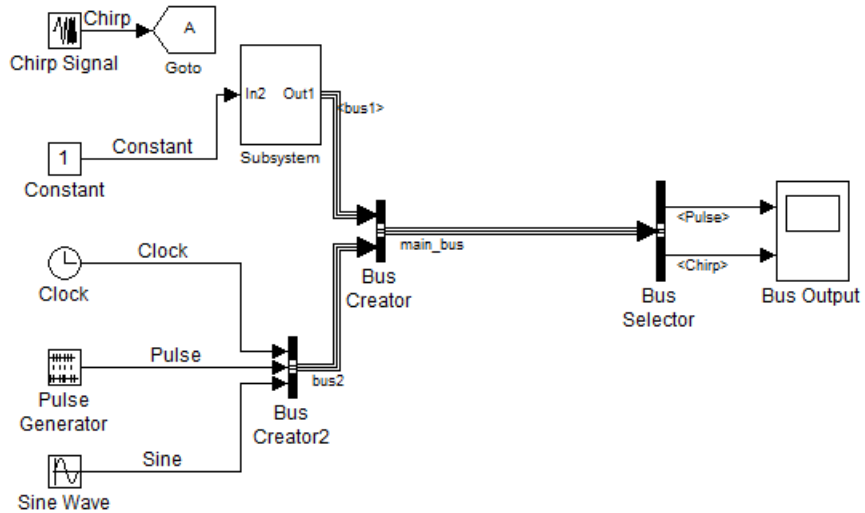 Chirp
A
Chirp Signal
Goto
In2
Out1
<bus1>
Constant
Subsystem
1
Constant
<Pulse>
main_bus
Clock
<Chirp>
Clock
Bus
Creator
Bus
Selector
Bus Output
Pulse
bus2
Pulse
Generator
Bus
Creator2
Sine
Sine Wave